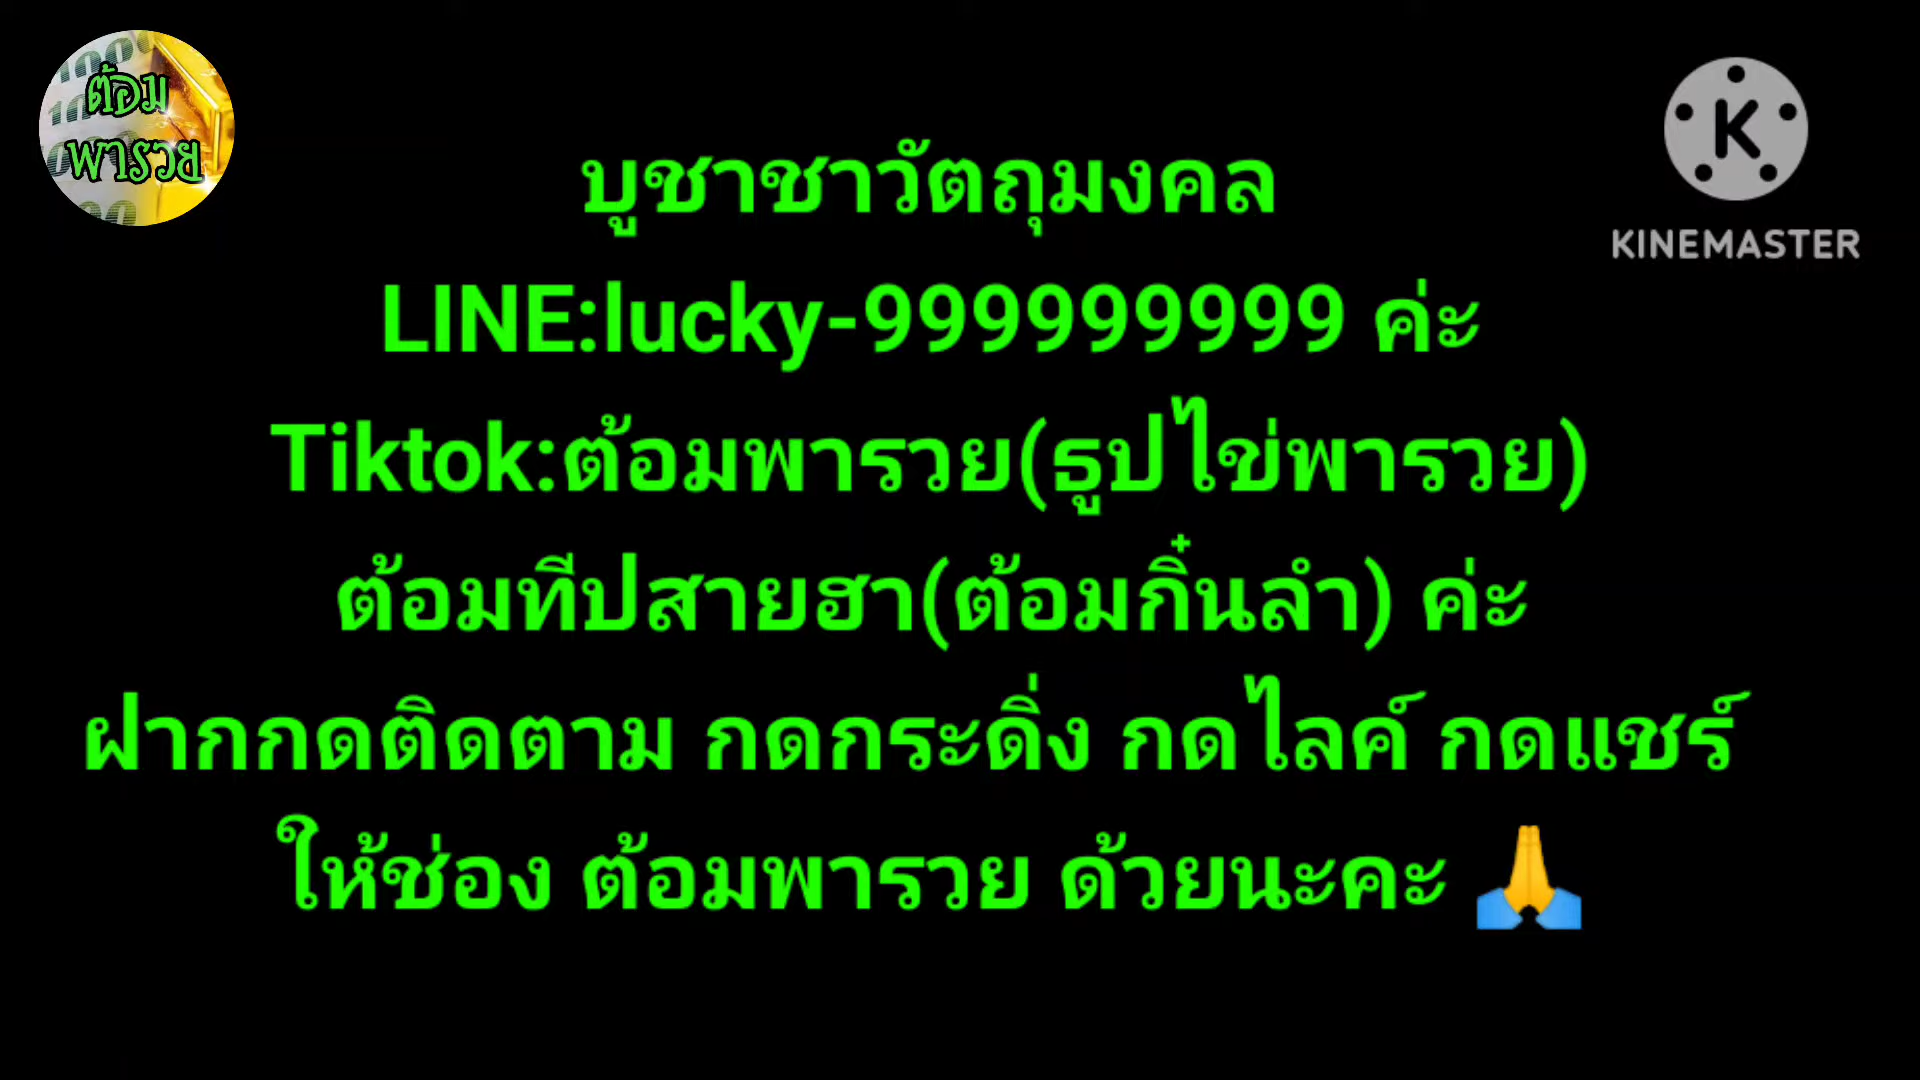 ต้อม
พารวย
KINEMASTER
บูชาชาวัตถุมงคล
LINE:lucky-999999999 ค่ะ
Tiktok:ต้อมพารวย(ธูปไข่พารวย)
ต้อมทีปสายฮา(ต้อมกิ๋นลำ) ค่ะ
ฝากกดติดตาม กดกระดิ่ง กดไลค์ กดแชร์
ให้ช่อง ต้อมพารวย ด้วยนะคะ 🙏